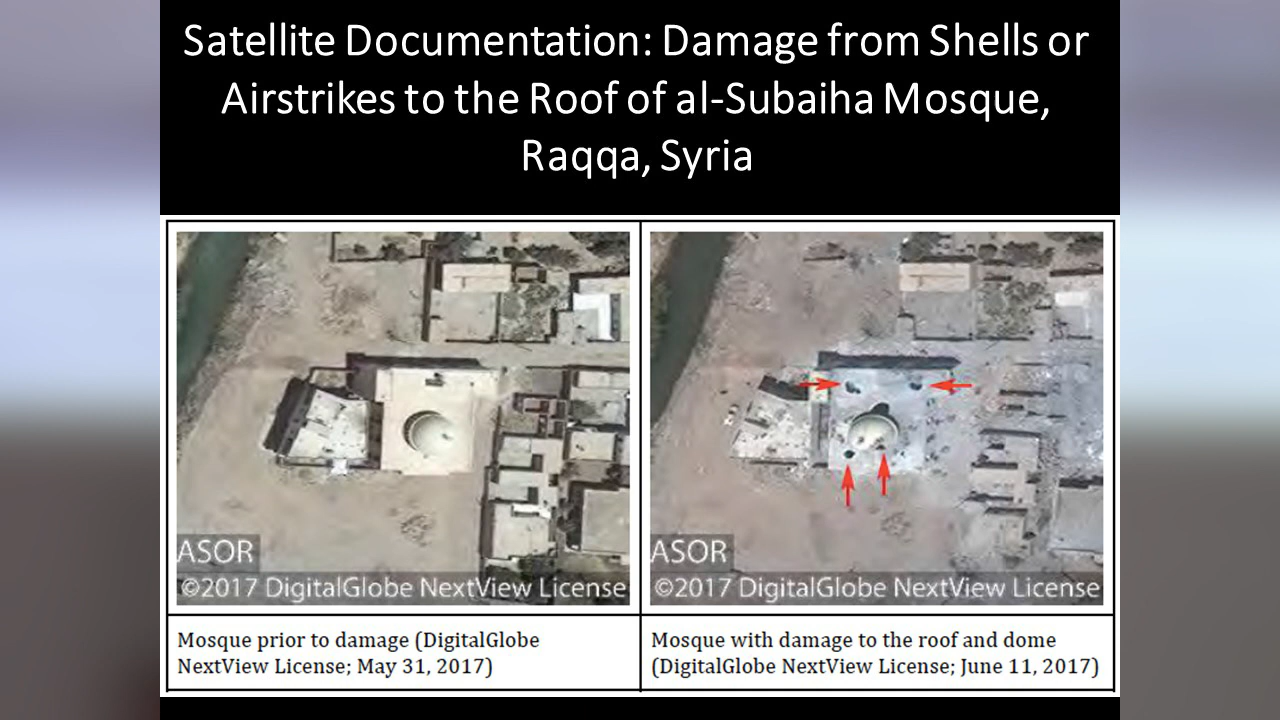 Satellite Documentation: Damage from Shells or
Airstrikes to the Roof of al-Subaiha Mosque,
Raqqa, Syria
ASOR
©2017 DigitalGlobe NextView License
ASOR
©2017 DigitalGlobe NextView License
Mosque prior to damage (DigitalGlobe
NextView License; May 31, 2017)
Mosque with damage to the roof and dome
(DigitalGlobe NextView License; June 11, 2017)